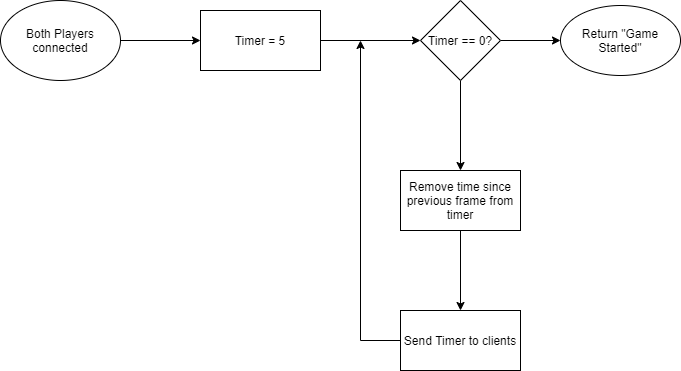 Both Players
connected
Timer = 5
Timer == 0?
Return "Game
Started"
Remove time since
previous frame from
timer
Send Timer to clients